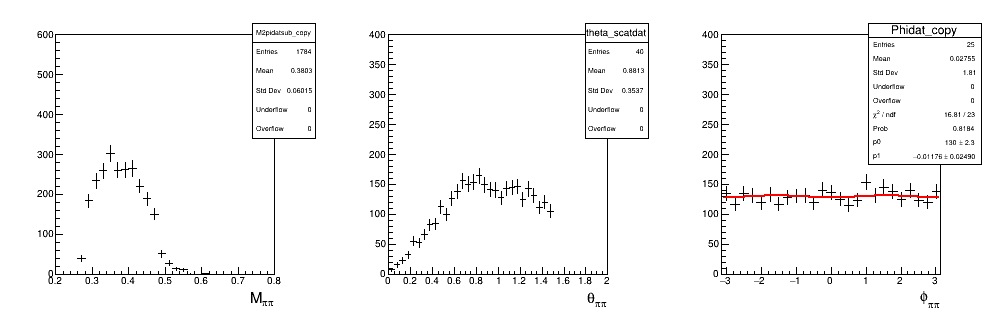 M2pidatsub_copy
Entries 1784
Mean 0.3803
Std Dev 0.06015
Underflow 0
Overflow 0
600
500
400
300
200
100
0
0.2 0.3 0.4 0.5 0.6 0.7 0.8
Mππ
theta_scatdat
Entries 40
Mean 0.8813
Std Dev 0.3537
Underflow 0
Overflow 0
400
350
300
250
200
150
100
50
0
0 0.2 0.4 0.6 0.8 1 1.2 1.4 1.6 1.8 2
θππ
Phidat_copy
Entries 25
Mean 0.02755
Std Dev 1.81
Underflow 0
Overflow 0
χ² / ndf 16.81 / 23
Prob 0.8184
p0 130 ± 2.3
p1 −0.01176 ± 0.02490
400
350
300
250
200
150
100
50
0
−3 −2 −1 0 1 2 3
ϕππ